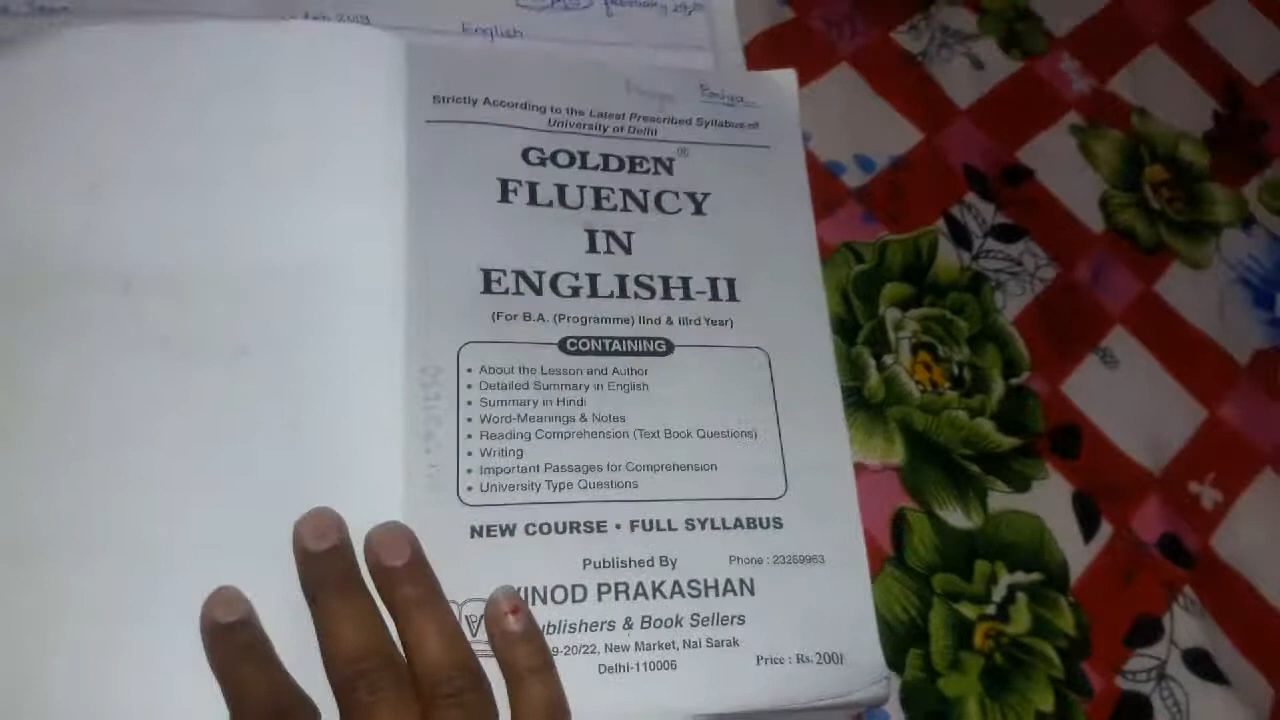 English
Strictly According to the Latest Prescribed Syllabus of
University of Delhi
GOLDEN
FLUENCY
IN
ENGLISH-II
(For B.A. (Programme) IInd & IIIrd Year)
CONTAINING
• About the Lesson and Author
• Detailed Summary in English
• Summary in Hindi
• Word-Meanings & Notes
• Reading Comprehension (Text Book Questions)
• Writing
• Important Passages for Comprehension
• University Type Questions
NEW COURSE • FULL SYLLABUS
Published By
Phone : 23269963
VINOD PRAKASHAN
Publishers & Book Sellers
9-20/22, New Market, Nai Sarak
Delhi-110006
Price : Rs. 200/